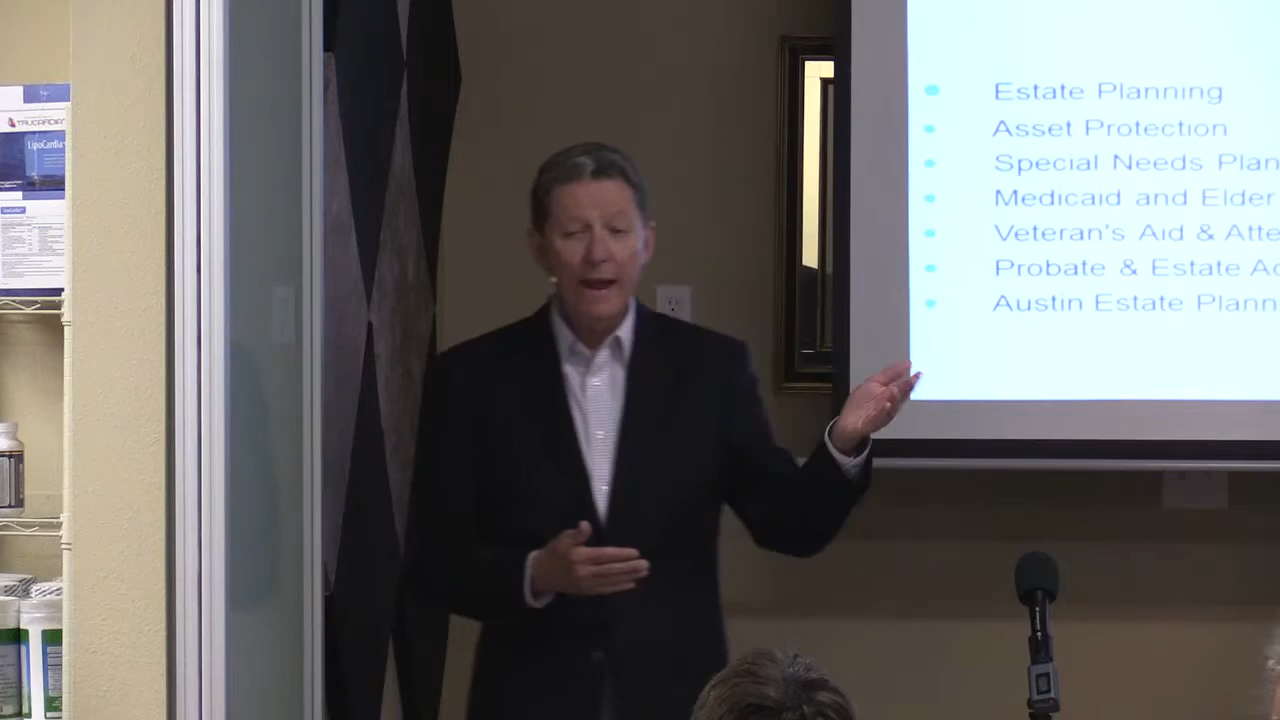 TRUCARDIA
LipoCardia
Estate Planning
Asset Protection
Special Needs Plan
Medicaid and Elder
Veteran's Aid & Atte
Probate & Estate Ad
Austin Estate Plann